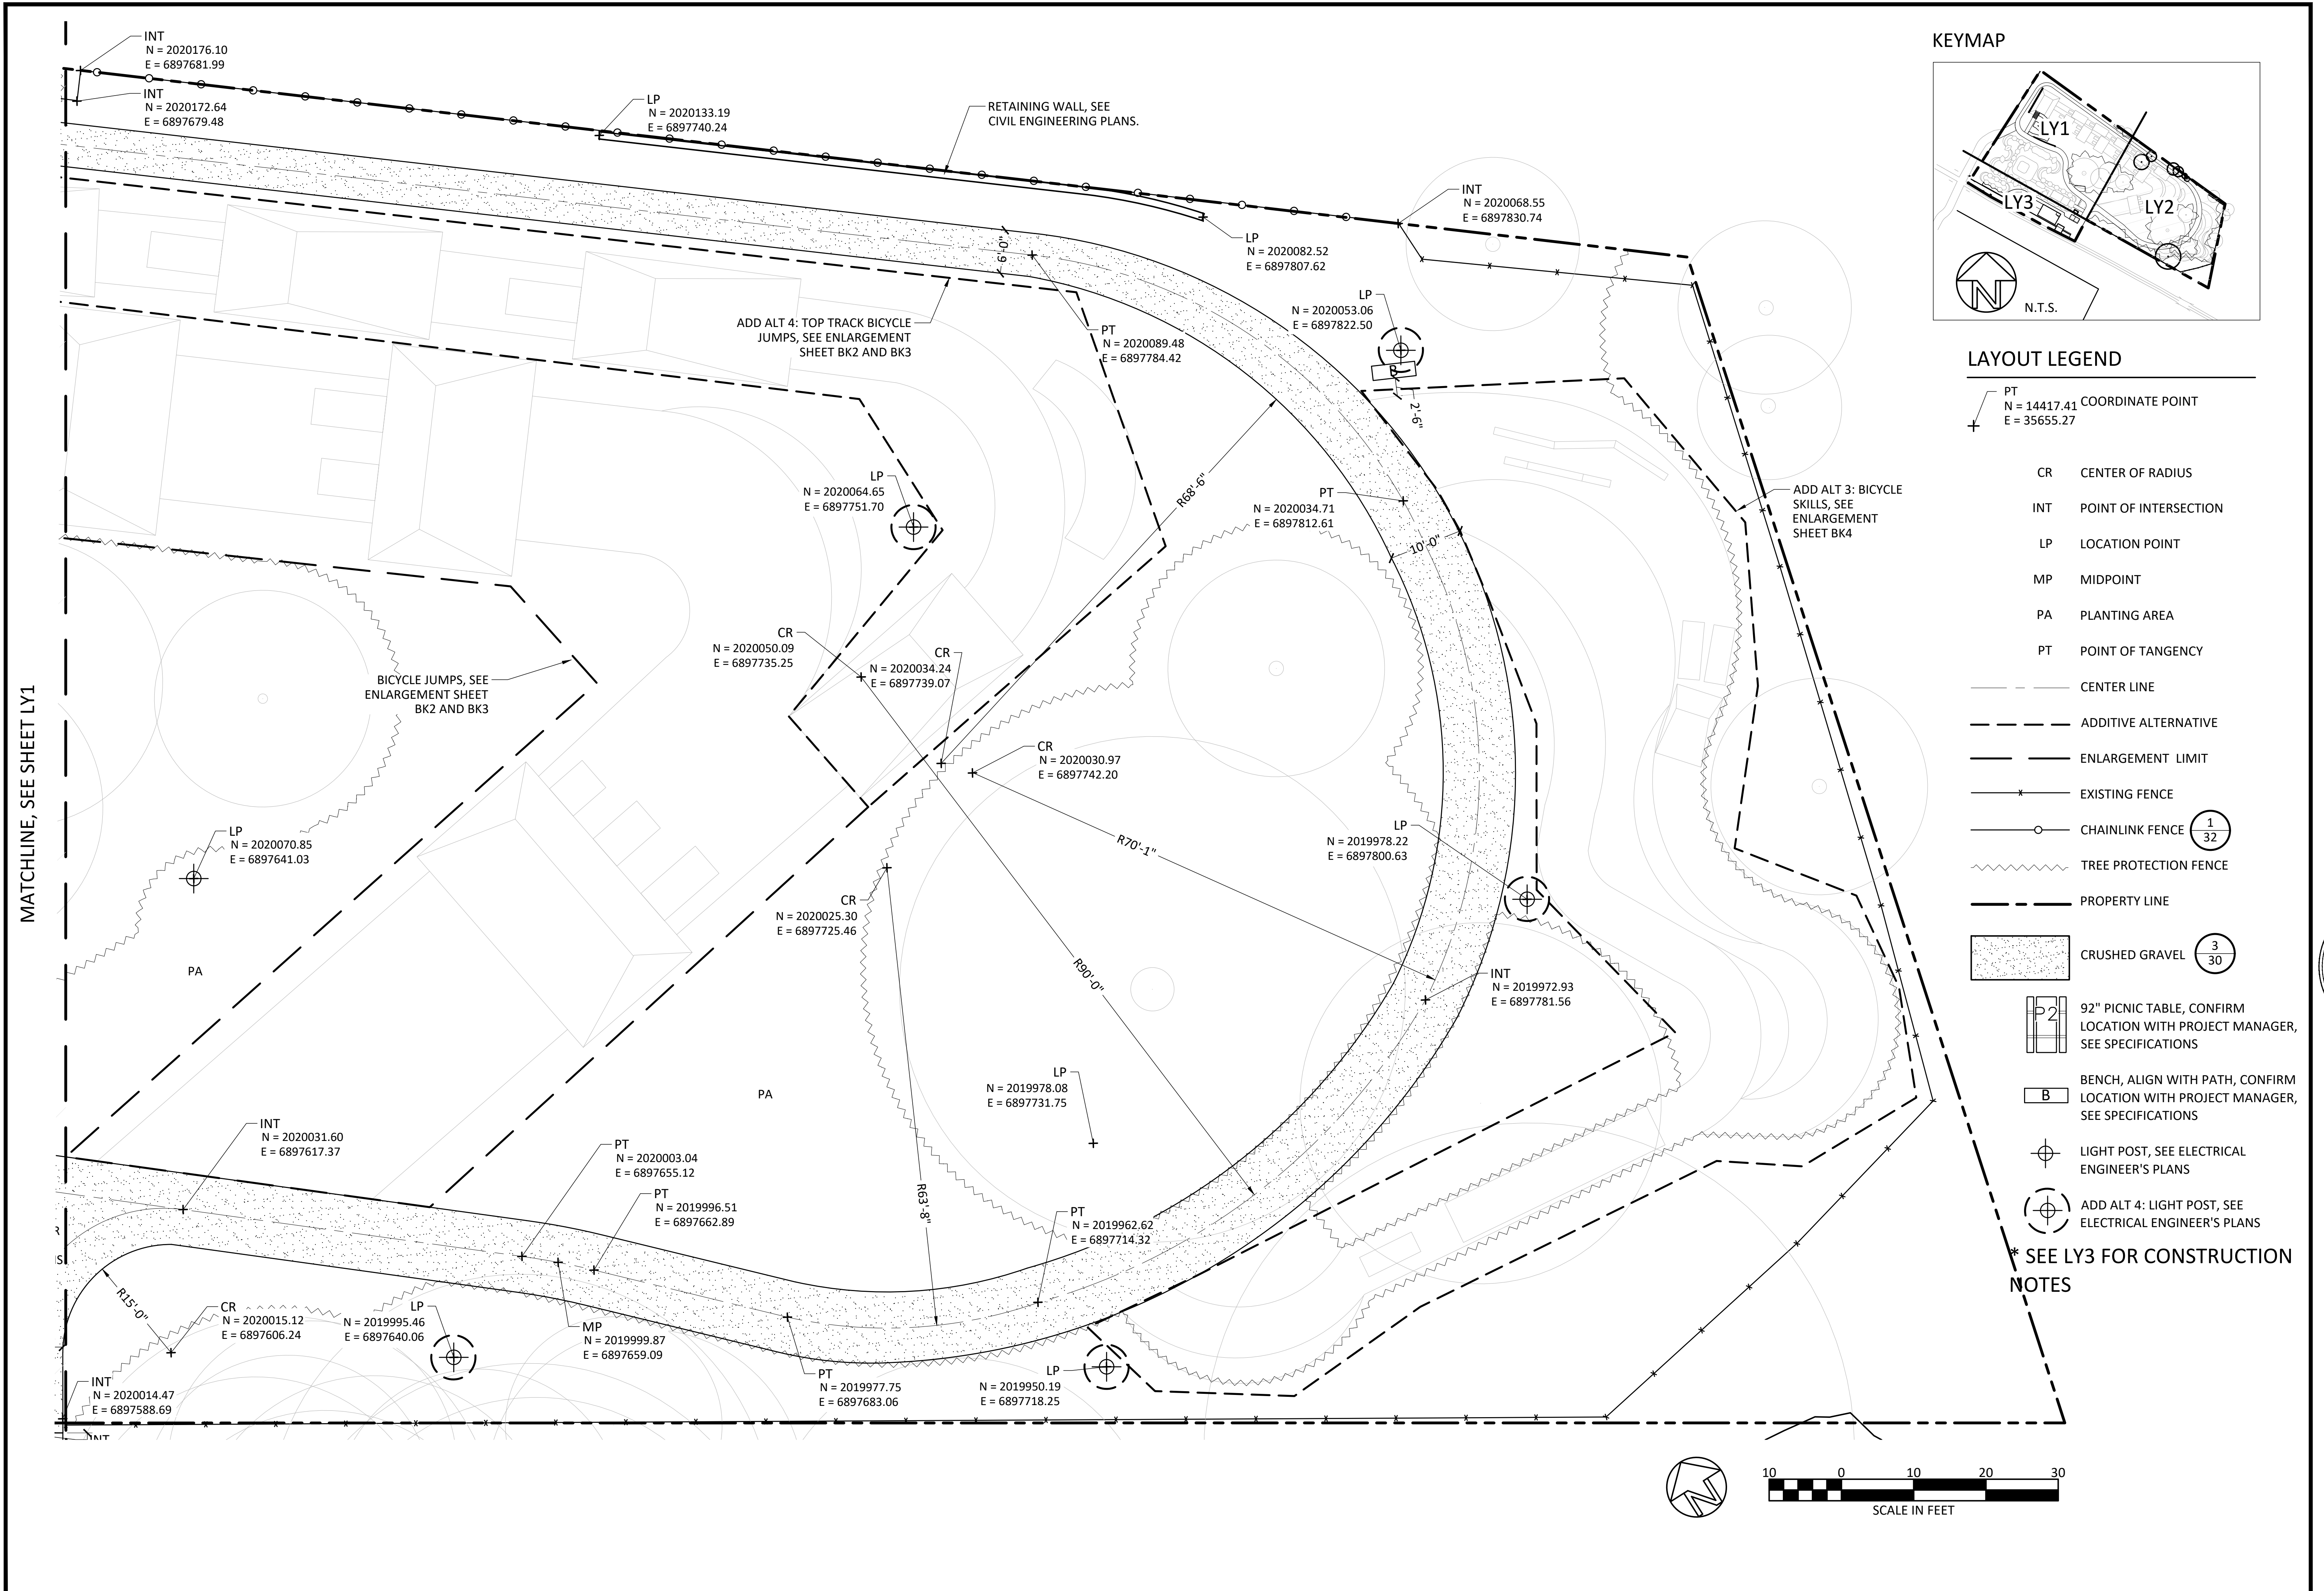 INT
N = 2020176.10
E = 6897681.99
INT
N = 2020172.64
E = 6897679.48
LP
N = 2020133.19
E = 6897740.24
RETAINING WALL, SEE
CIVIL ENGINEERING PLANS.
INT
N = 2020068.55
E = 6897830.74
LP
N = 2020082.52
E = 6897807.62
6'-0"
ADD ALT 4: TOP TRACK BICYCLE
JUMPS, SEE ENLARGEMENT
SHEET BK2 AND BK3
PT
N = 2020089.48
E = 6897784.42
LP
N = 2020053.06
E = 6897822.50
B
2'-6"
LP
N = 2020064.65
E = 6897751.70
R68'-6"
PT
N = 2020034.71
E = 6897812.61
10'-0"
ADD ALT 3: BICYCLE
SKILLS, SEE
ENLARGEMENT
SHEET BK4
CR
N = 2020050.09
E = 6897735.25
CR
N = 2020034.24
E = 6897739.07
BICYCLE JUMPS, SEE
ENLARGEMENT SHEET
BK2 AND BK3
CR
N = 2020030.97
E = 6897742.20
R70'-1"
LP
N = 2019978.22
E = 6897800.63
LP
N = 2020070.85
E = 6897641.03
CR
N = 2020025.30
E = 6897725.46
MATCHLINE, SEE SHEET LY1
PA
R90'-0"
INT
N = 2019972.93
E = 6897781.56
LP
N = 2019978.08
E = 6897731.75
PA
INT
N = 2020031.60
E = 6897617.37
PT
N = 2020003.04
E = 6897655.12
PT
N = 2019996.51
E = 6897662.89
R63'-8"
PT
N = 2019962.62
E = 6897714.32
R
IS
R15'-0"
CR
N = 2020015.12
E = 6897606.24
LP
N = 2019995.46
E = 6897640.06
MP
N = 2019999.87
E = 6897659.09
PT
N = 2019977.75
E = 6897683.06
LP
N = 2019950.19
E = 6897718.25
INT
N = 2020014.47
E = 6897588.69
INT
KEYMAP
LY1
LY3
LY2
N
N.T.S.
LAYOUT LEGEND
PT
N = 14417.41
E = 35655.27
COORDINATE POINT
CR CENTER OF RADIUS
INT POINT OF INTERSECTION
LP LOCATION POINT
MP MIDPOINT
PA PLANTING AREA
PT POINT OF TANGENCY
CENTER LINE
ADDITIVE ALTERNATIVE
ENLARGEMENT LIMIT
EXISTING FENCE
CHAINLINK FENCE 1
32
TREE PROTECTION FENCE
PROPERTY LINE
CRUSHED GRAVEL 3
30
P2
92" PICNIC TABLE, CONFIRM
LOCATION WITH PROJECT MANAGER,
SEE SPECIFICATIONS
B
BENCH, ALIGN WITH PATH, CONFIRM
LOCATION WITH PROJECT MANAGER,
SEE SPECIFICATIONS
LIGHT POST, SEE ELECTRICAL
ENGINEER'S PLANS
ADD ALT 4: LIGHT POST, SEE
ELECTRICAL ENGINEER'S PLANS
* SEE LY3 FOR CONSTRUCTION
NOTES
N
10 0 10 20 30
SCALE IN FEET